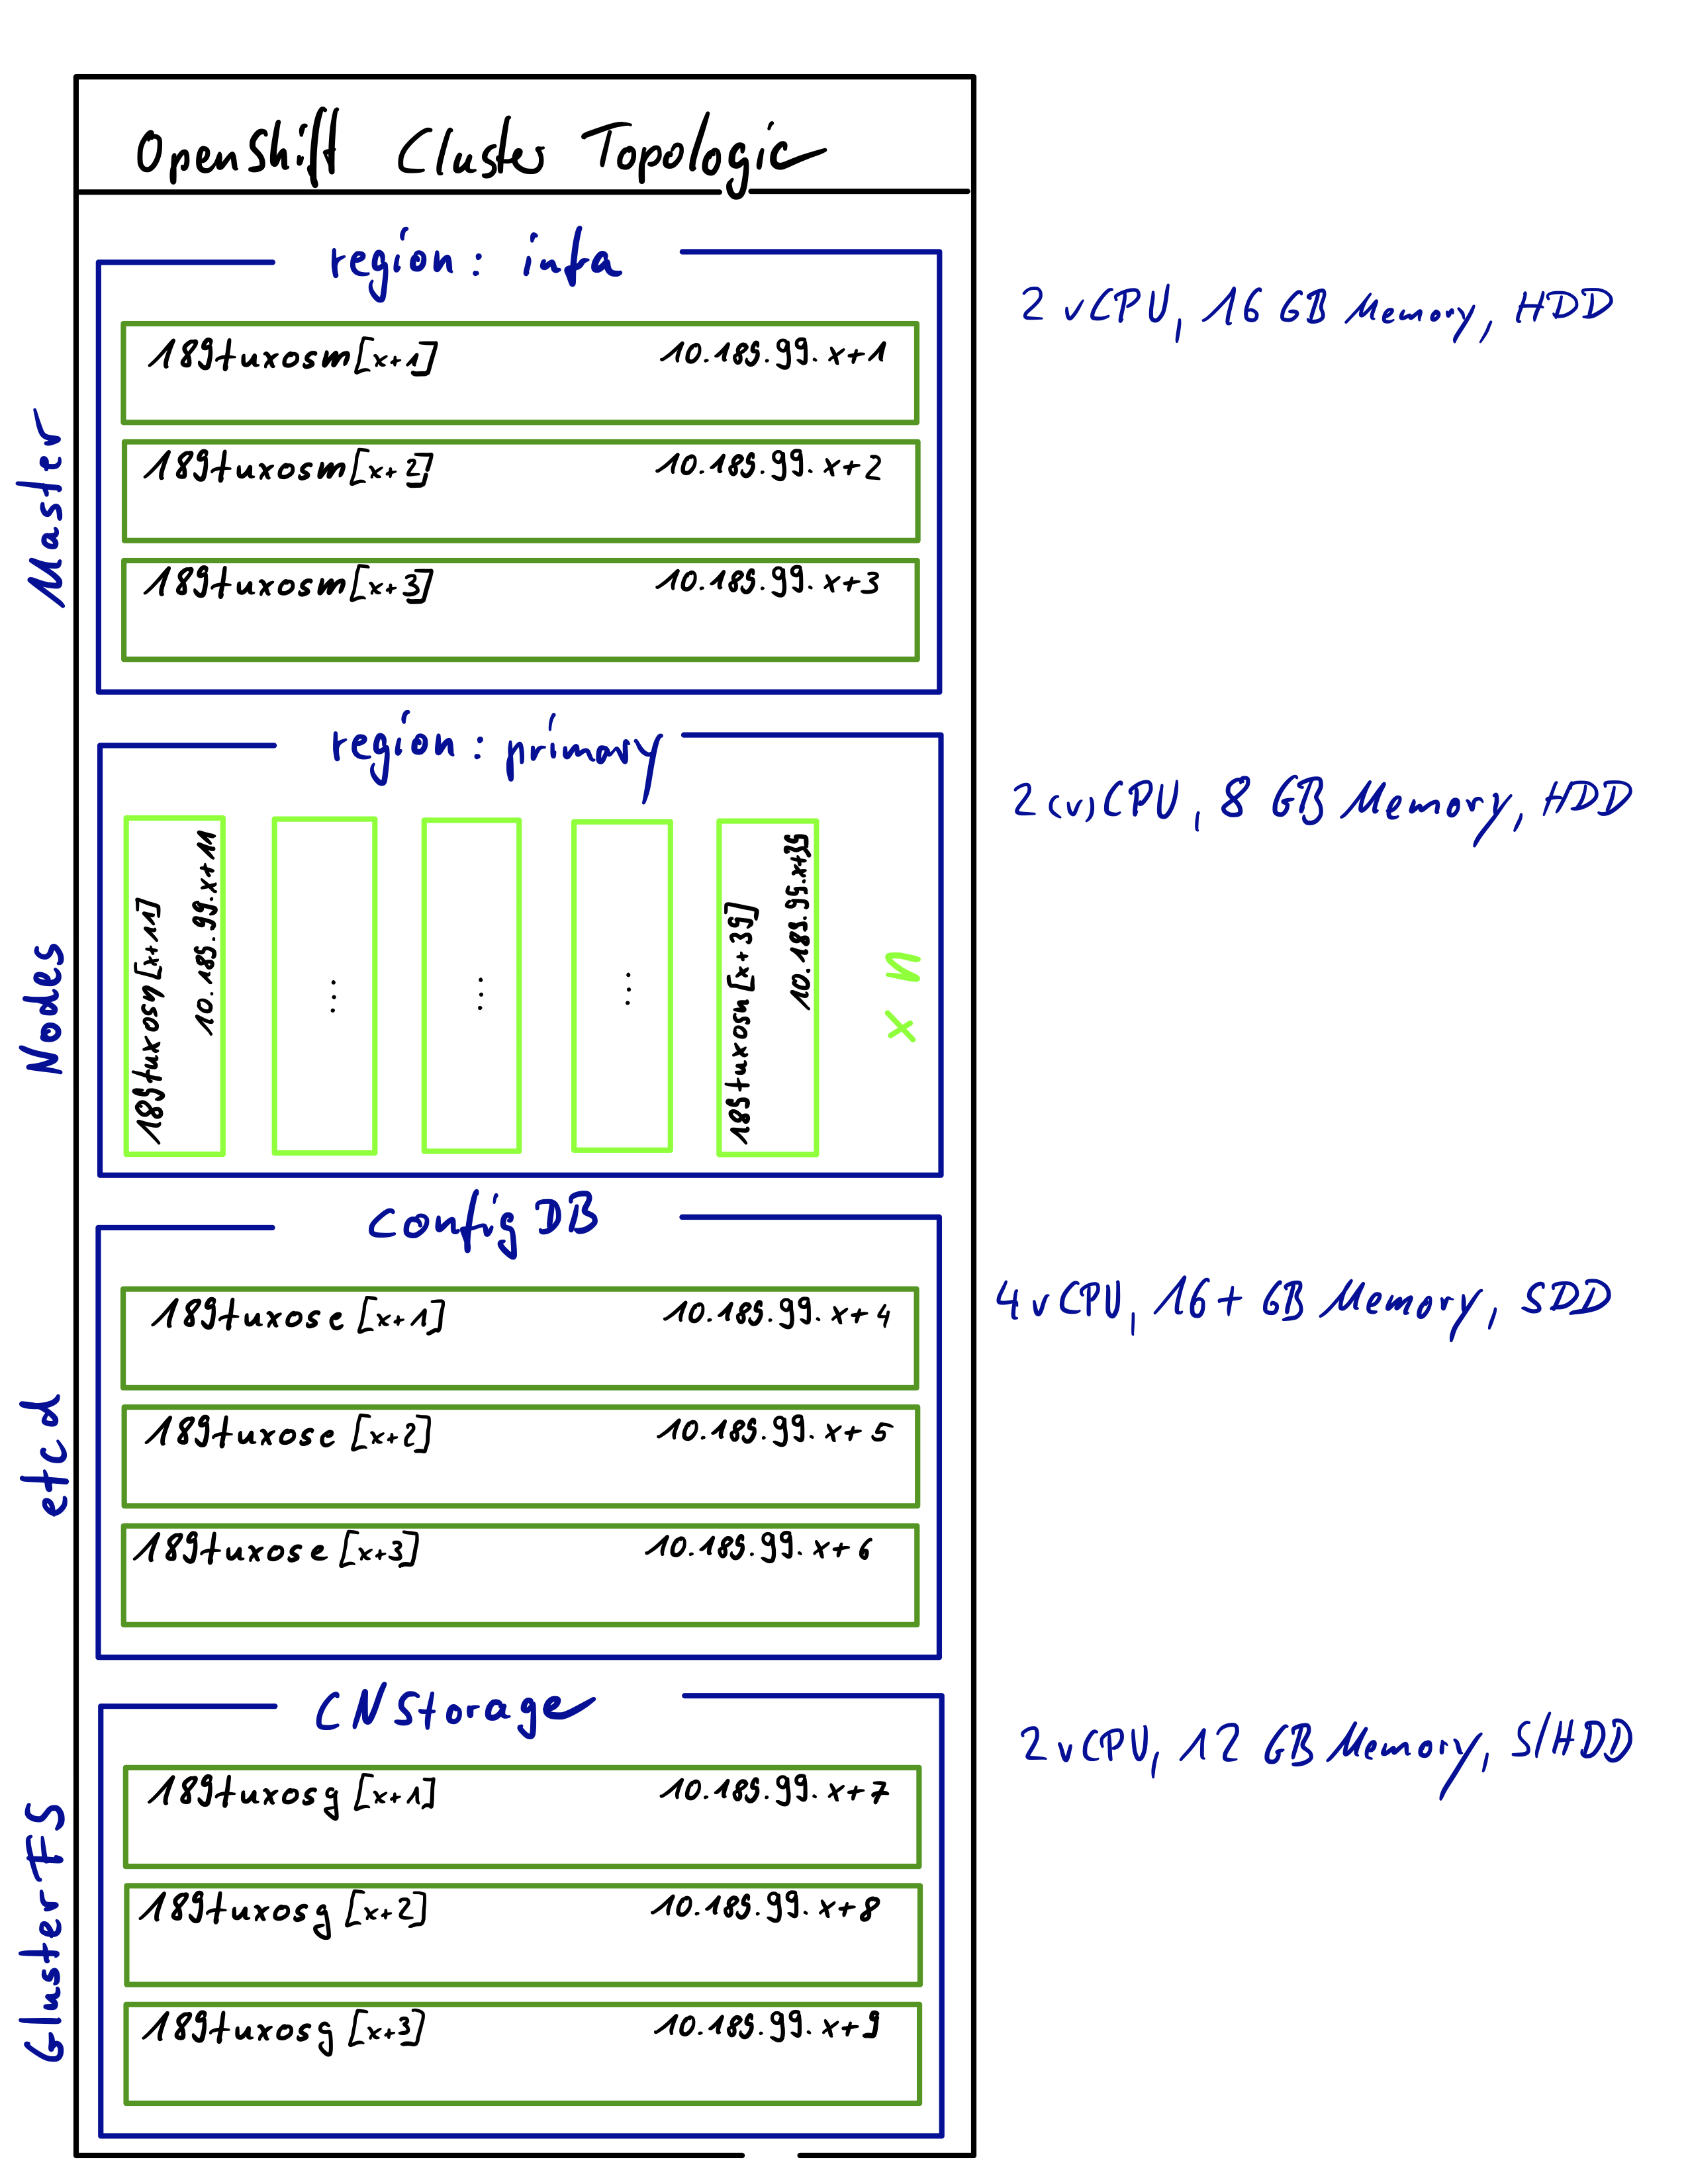 OpenShift Cluster Topologie
region: infra
2 vCPU, 16 GB Memory, HDD
Master
189tuxosm[x+1] 10.189.99.x+1
189tuxosm[x+2] 10.189.99.x+2
189tuxosm[x+3] 10.189.99.x+3
region: primary
2 (v)CPU, 8 GB Memory, HDD
Nodes
189tuxosn[x+11]
10.189.99.x+11
...
...
...
189tuxosn[x+39]
10.189.99.x+39
x n
Config DB
4 vCPU, 16+ GB Memory, SDD
etcd
189tuxose [x+1] 10.189.99.x+4
189tuxose [x+2] 10.189.99.x+5
189tuxose [x+3] 10.189.99.x+6
CNStorage
2 vCPU, 12 GB Memory, S/HDD
GlusterFS
189tuxosg [x+1] 10.189.99.x+7
189tuxosg [x+2] 10.189.99.x+8
189tuxosg [x+3] 10.189.99.x+9